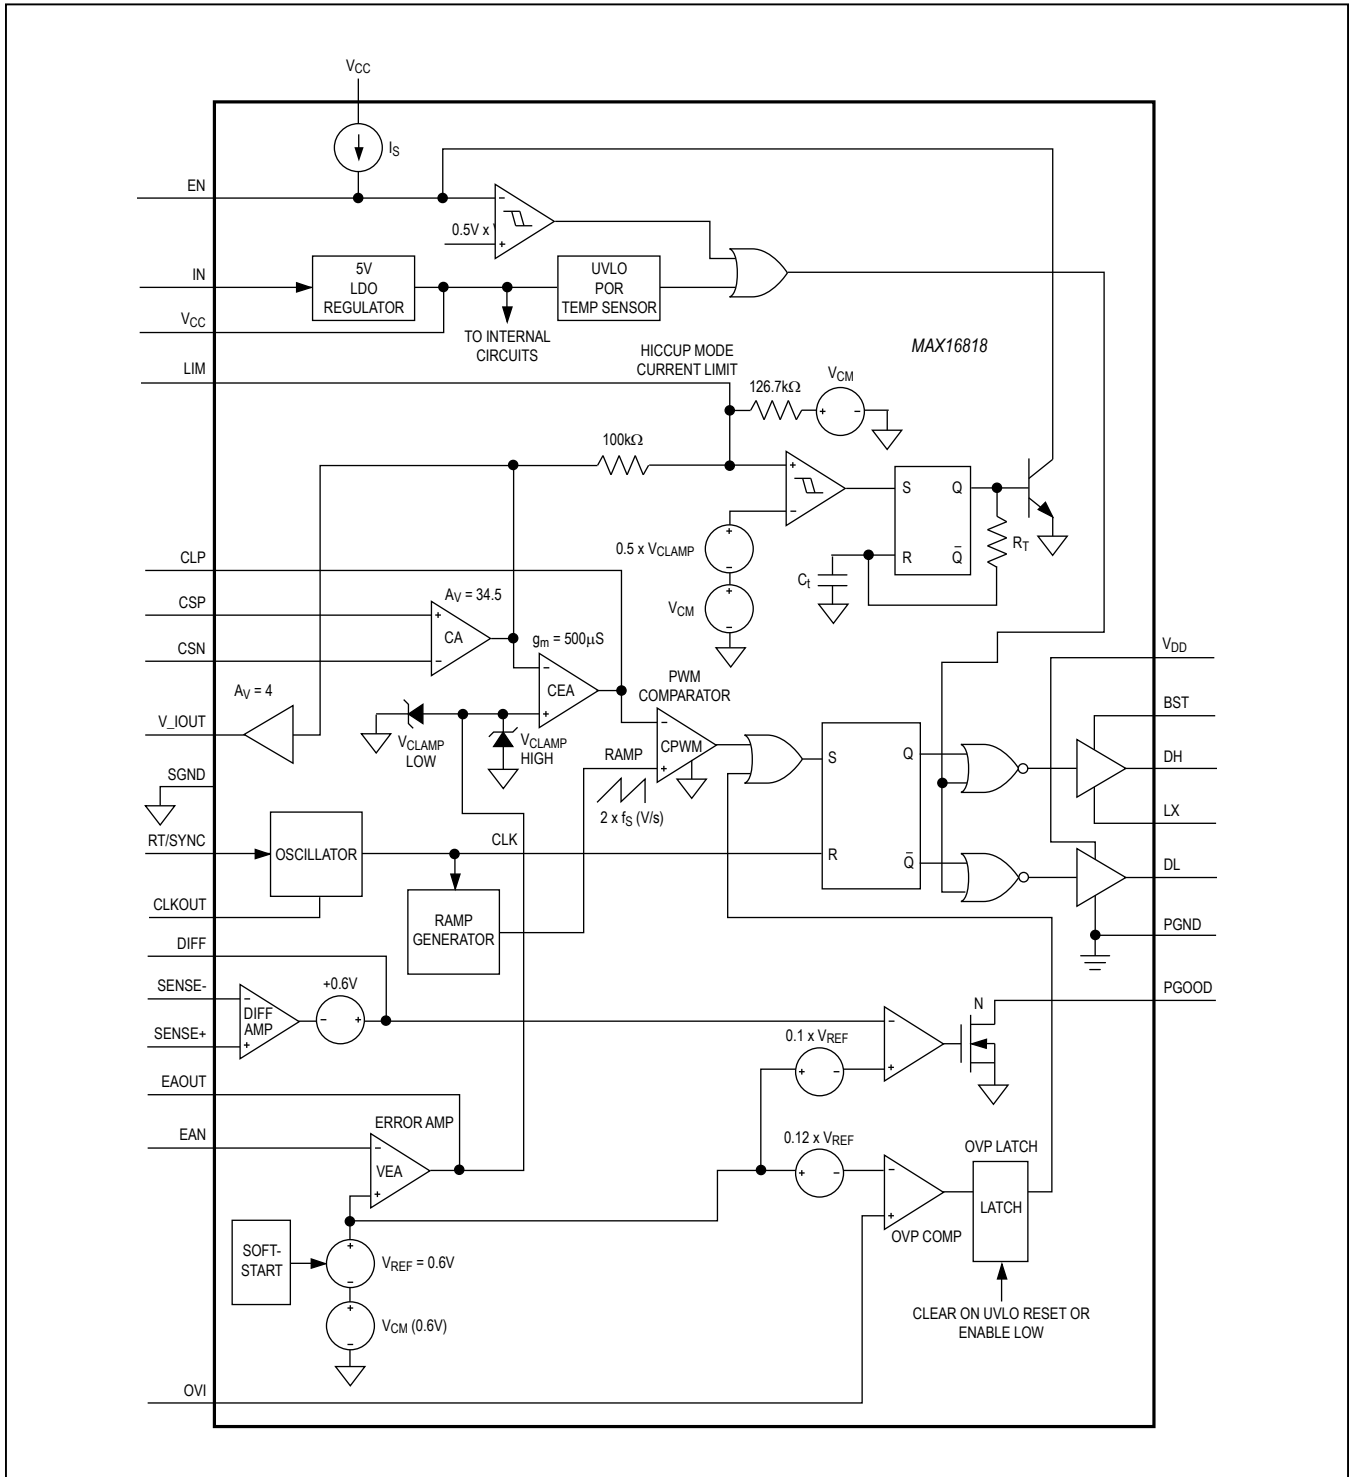 VCC
IS
EN
0.5V x
IN
5V
LDO
REGULATOR
UVLO
POR
TEMP SENSOR
VCC
TO INTERNAL
CIRCUITS
MAX16818
LIM
HICCUP MODE
CURRENT LIMIT
126.7kΩ
VCM
+
-
100kΩ
+
-
S
Q
R
Q̅
RT
Ct
0.5 x VCLAMP
+
-
VCM
+
-
CLP
CSP
AV = 34.5
+
CA
-
CSN
gm = 500µS
-
CEA
+
PWM
COMPARATOR
-
CPWM
+
AV = 4
V_IOUT
VCLAMP
LOW
VCLAMP
HIGH
RAMP
2 x fS (V/s)
S
Q
R
Q̅
VDD
BST
DH
LX
DL
PGND
PGOOD
SGND
RT/SYNC
OSCILLATOR
CLK
CLKOUT
RAMP
GENERATOR
DIFF
SENSE-
-
DIFF
AMP
+
+0.6V
-
+
SENSE+
N
-
+
0.1 x VREF
+
-
EAOUT
EAN
ERROR AMP
-
VEA
+
0.12 x VREF
+
-
-
+
OVP COMP
OVP LATCH
LATCH
CLEAR ON UVLO RESET OR
ENABLE LOW
SOFT-
START
+
-
VREF = 0.6V
+
-
VCM (0.6V)
OVI